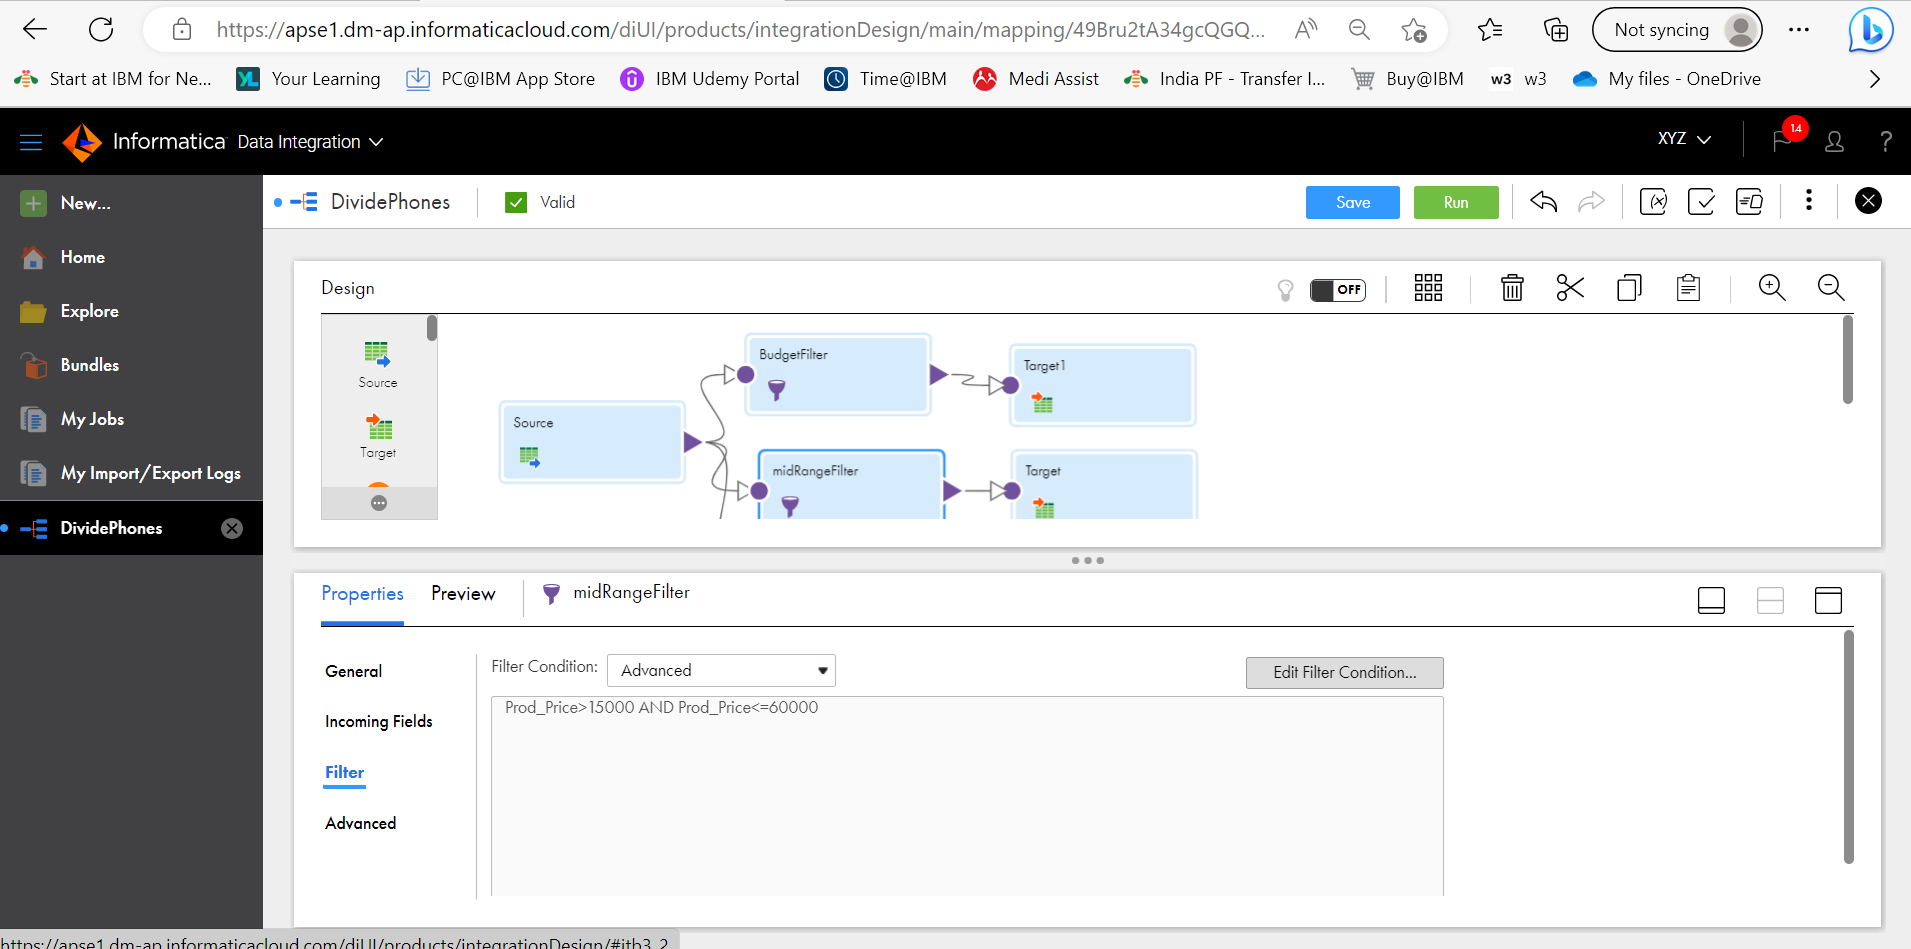 https://apse1.dm-ap.informaticacloud.com/diUI/products/integrationDesign/main/mapping/49Bru2tA34gcQGQ...
Not syncing
Start at IBM for Ne...
Your Learning
PC@IBM App Store
IBM Udemy Portal
Time@IBM
Medi Assist
India PF - Transfer I...
Buy@IBM
w3 w3
My files - OneDrive
Informatica Data Integration
XYZ
14
?
New...
Home
Explore
Bundles
My Jobs
My Import/Export Logs
DividePhones
DividePhones
Valid
Save
Run
Design
OFF
Source
Target
Source
BudgetFilter
Target1
midRangeFilter
Target
Properties
Preview
midRangeFilter
General
Incoming Fields
Filter
Advanced
Filter Condition:
Advanced
Edit Filter Condition...
Prod_Price>15000 AND Prod_Price<=60000
https://apse1.dm-ap.informaticacloud.com/diUI/products/integrationDesign/#itb3_2